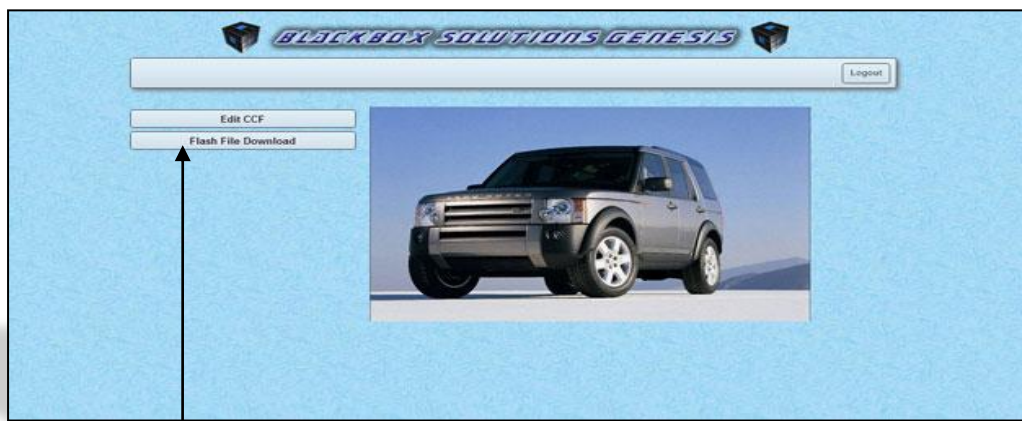 BLACKBOX SOLUTIONS GENESIS
Logout
Edit CCF
Flash File Download